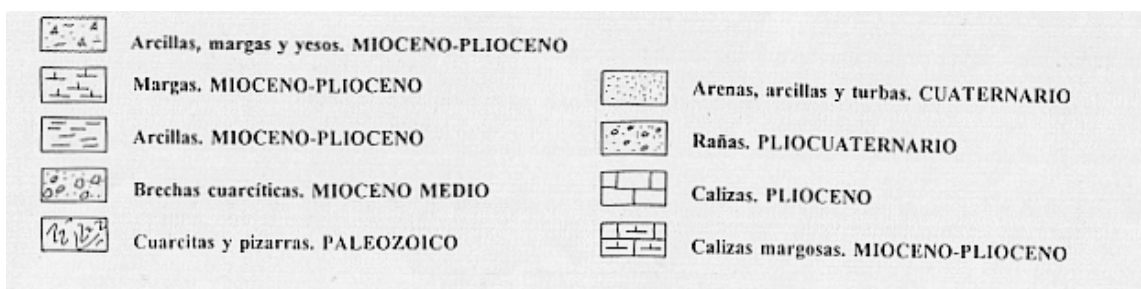 Arcillas, margas y yesos. MIOCENO-PLIOCENO
Margas. MIOCENO-PLIOCENO
Arcillas. MIOCENO-PLIOCENO
Brechas cuarcíticas. MIOCENO MEDIO
Cuarcitas y pizarras. PALEOZOICO
Arenas, arcillas y turbas. CUATERNARIO
Rañas. PLIOCUATERNARIO
Calizas. PLIOCENO
Calizas margosas. MIOCENO-PLIOCENO